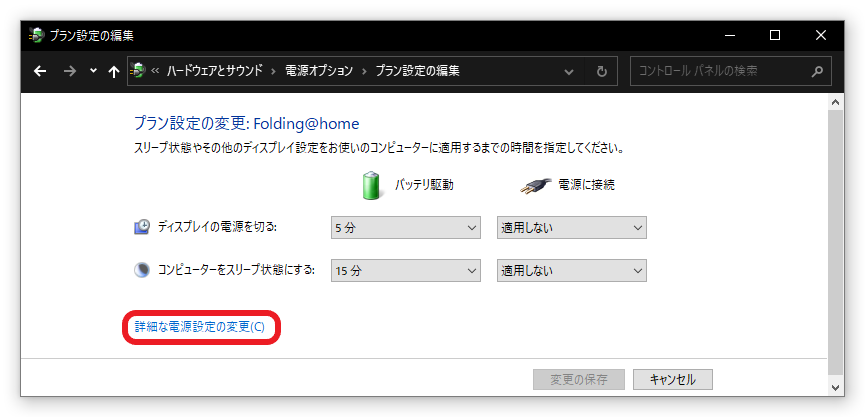 プラン設定の編集
« ハードウェアとサウンド › 電源オプション › プラン設定の編集
コントロール パネルの検索
プラン設定の変更: Folding@home
スリープ状態やその他のディスプレイ設定をお使いのコンピューターに適用するまでの時間を指定してください。
バッテリ駆動
電源に接続
ディスプレイの電源を切る: 5 分 適用しない
コンピューターをスリープ状態にする: 15 分 適用しない
詳細な電源設定の変更(C)
変更の保存 キャンセル